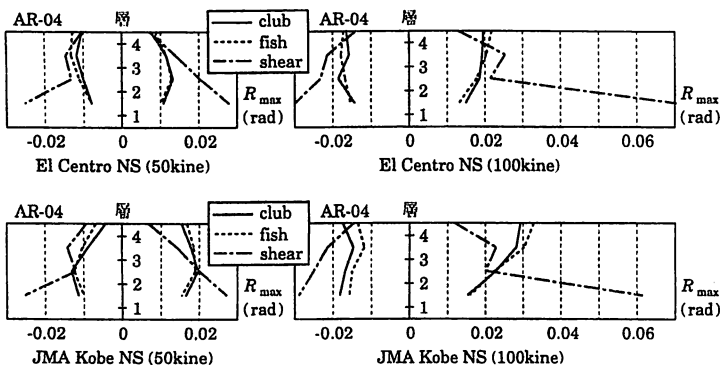 AR-04
層
club
fish
shear
4
3
2
1
R max
(rad)
-0.02 0 0.02
El Centro NS (50kine)
AR-04
層
4
3
2
1
R max
(rad)
-0.02 0 0.02 0.04 0.06
El Centro NS (100kine)
AR-04
層
club
fish
shear
4
3
2
1
R max
(rad)
-0.02 0 0.02
JMA Kobe NS (50kine)
AR-04
層
4
3
2
1
R max
(rad)
-0.02 0 0.02 0.04 0.06
JMA Kobe NS (100kine)